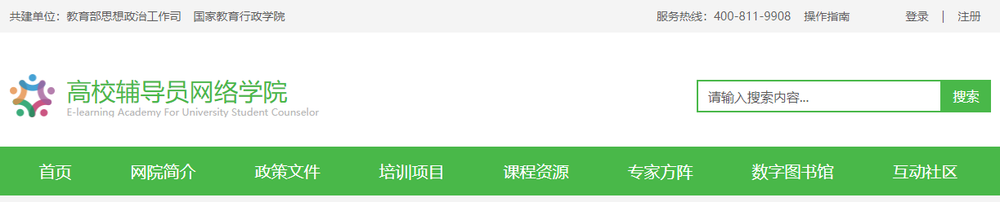 共建单位：教育部思想政治工作司 国家教育行政学院 服务热线：400-811-9908 操作指南 登录 | 注册
高校辅导员网络学院
E-learning Academy For University Student Counselor
请输入搜索内容... 搜索
首页 网院简介 政策文件 培训项目 课程资源 专家方阵 数字图书馆 互动社区